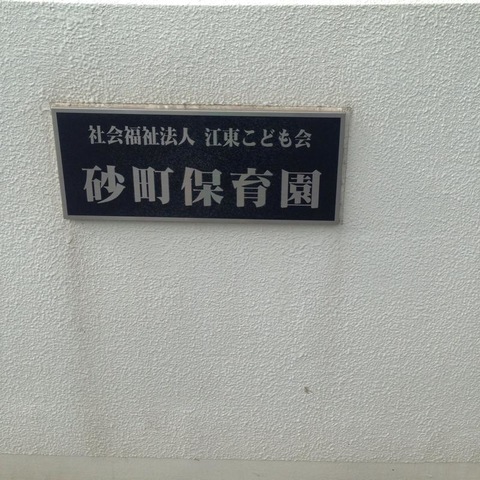 社会福祉法人 江東こども会
砂町保育園